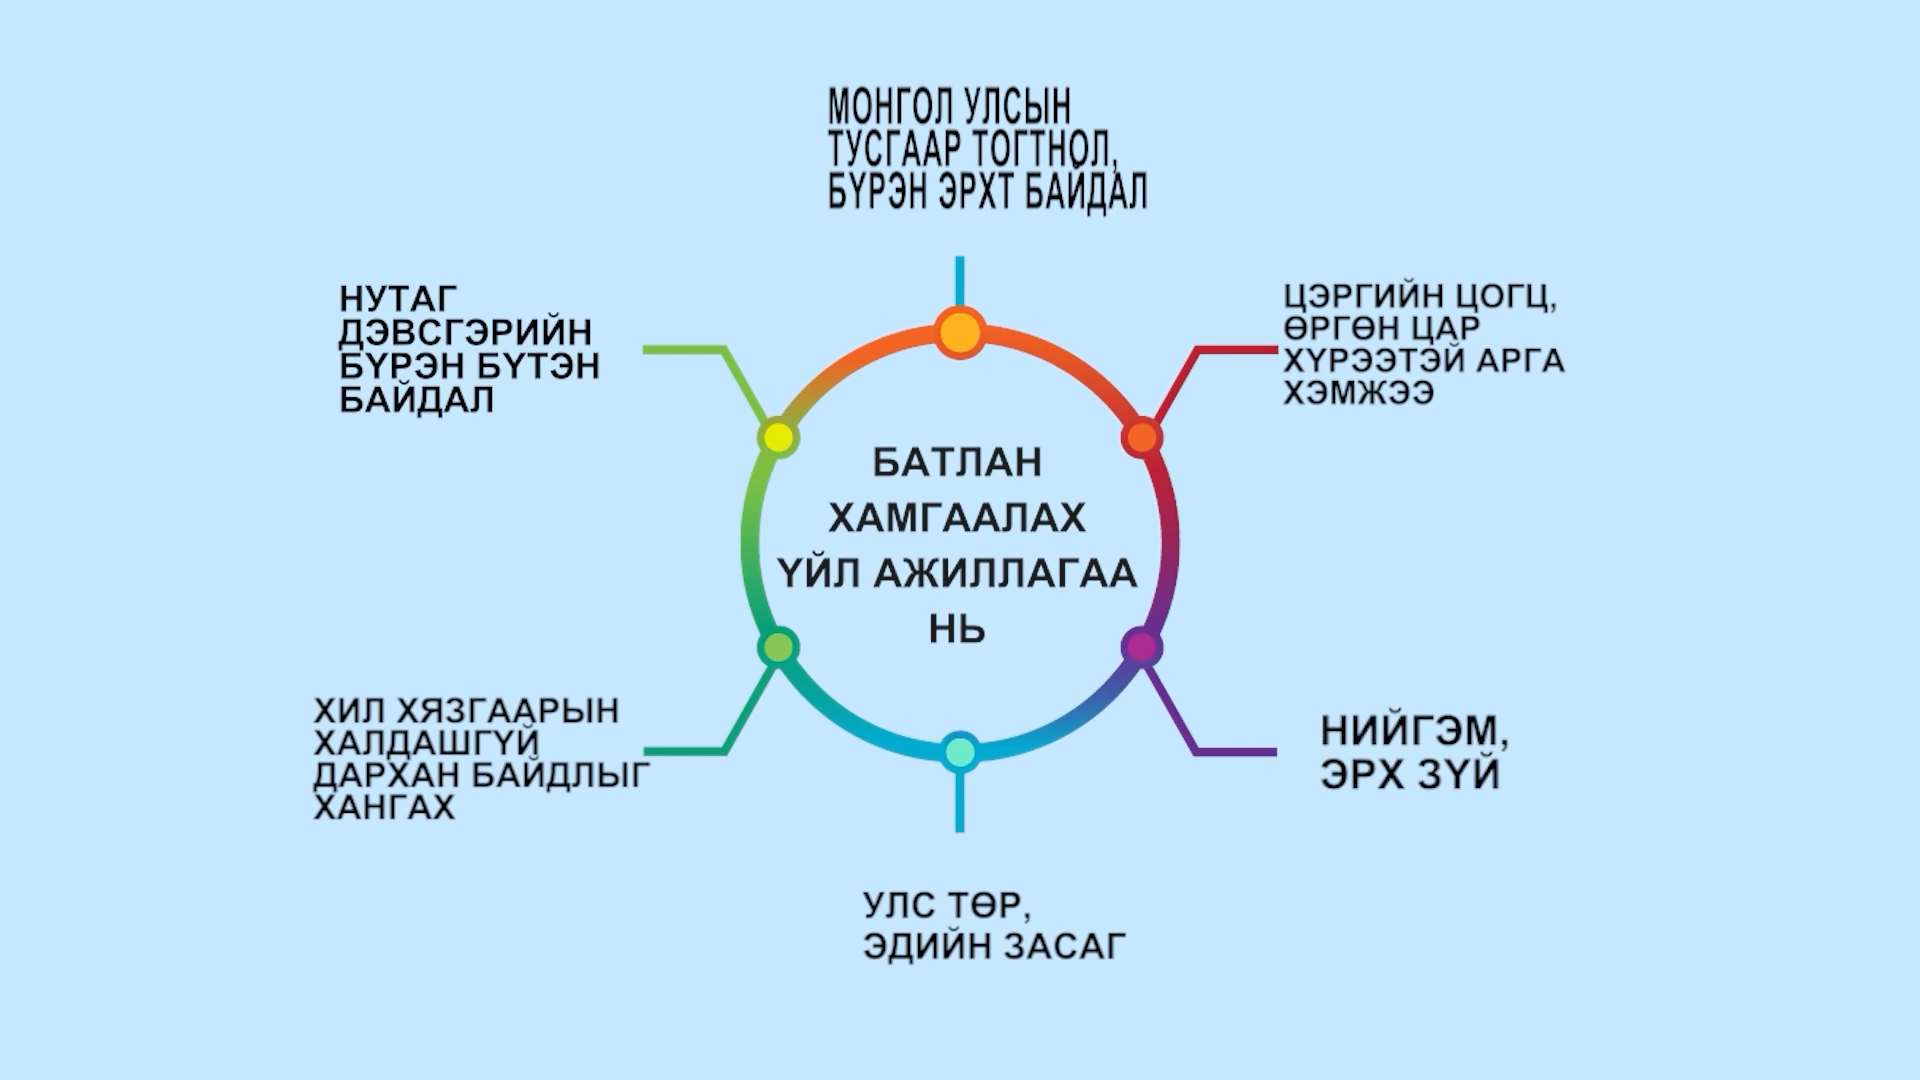 МОНГОЛ УЛСЫН
ТУСГААР ТОГТНОЛ,
БҮРЭН ЭРХТ БАЙДАЛ
НУТАГ
ДЭВСГЭРИЙН
БҮРЭН БҮТЭН
БАЙДАЛ
ЦЭРГИЙН ЦОГЦ,
ӨРГӨН ЦАР
ХҮРЭЭТЭЙ АРГА
ХЭМЖЭЭ
БАТЛАН
ХАМГААЛАХ
ҮЙЛ АЖИЛЛАГАА
НЬ
ХИЛ ХЯЗГААРЫН
ХАЛДАШГҮЙ
ДАРХАН БАЙДЛЫГ
ХАНГАХ
НИЙГЭМ,
ЭРХ ЗҮЙ
УЛС ТӨР,
ЭДИЙН ЗАСАГ